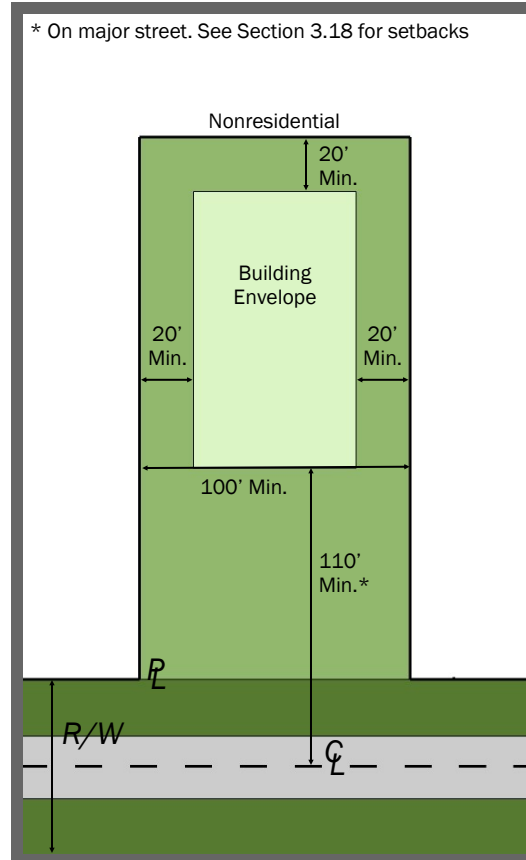 * On major street. See Section 3.18 for setbacks
Nonresidential
20'
Min.
Building
Envelope
20'
Min.
20'
Min.
100' Min.
110'
Min.*
PL
R/W
CL